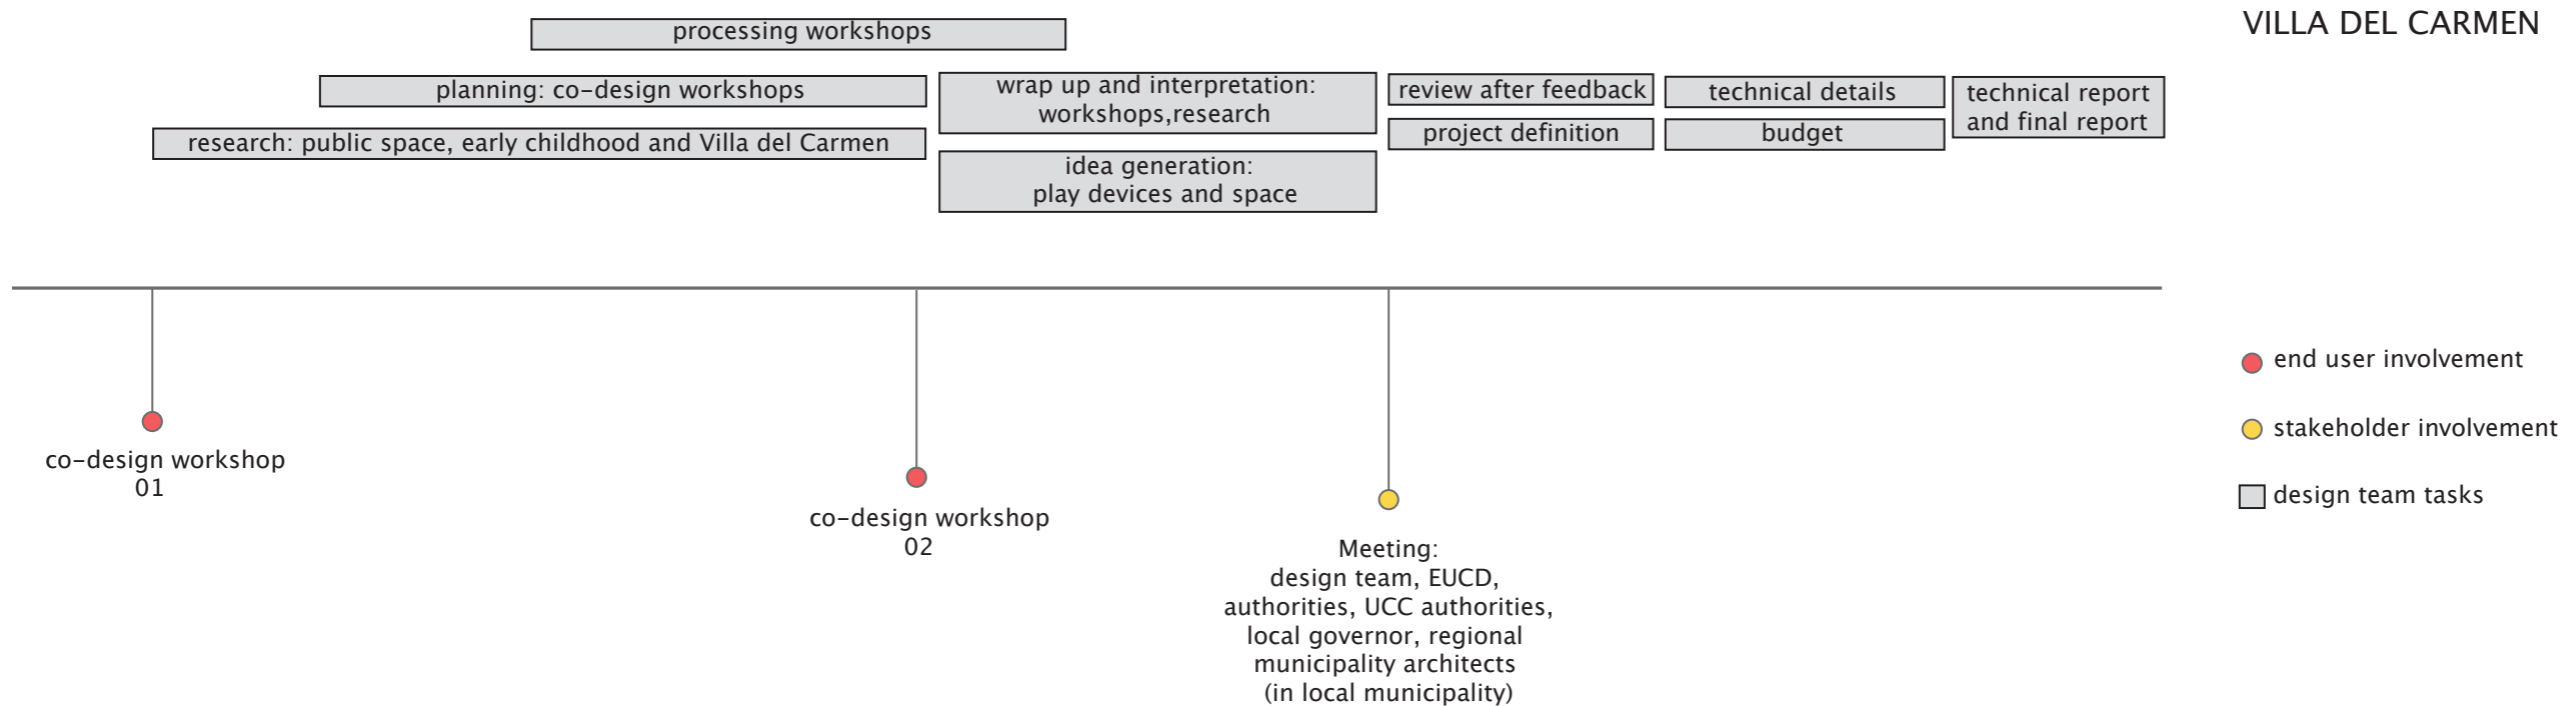 VILLA DEL CARMEN
processing workshops
planning: co-design workshops
research: public space, early childhood and Villa del Carmen
wrap up and interpretation:
workshops,research
idea generation:
play devices and space
review after feedback
project definition
technical details
budget
technical report
and final report
co-design workshop
01
co-design workshop
02
Meeting:
design team, EUCD,
authorities, UCC authorities,
local governor, regional
municipality architects
(in local municipality)
end user involvement
stakeholder involvement
design team tasks